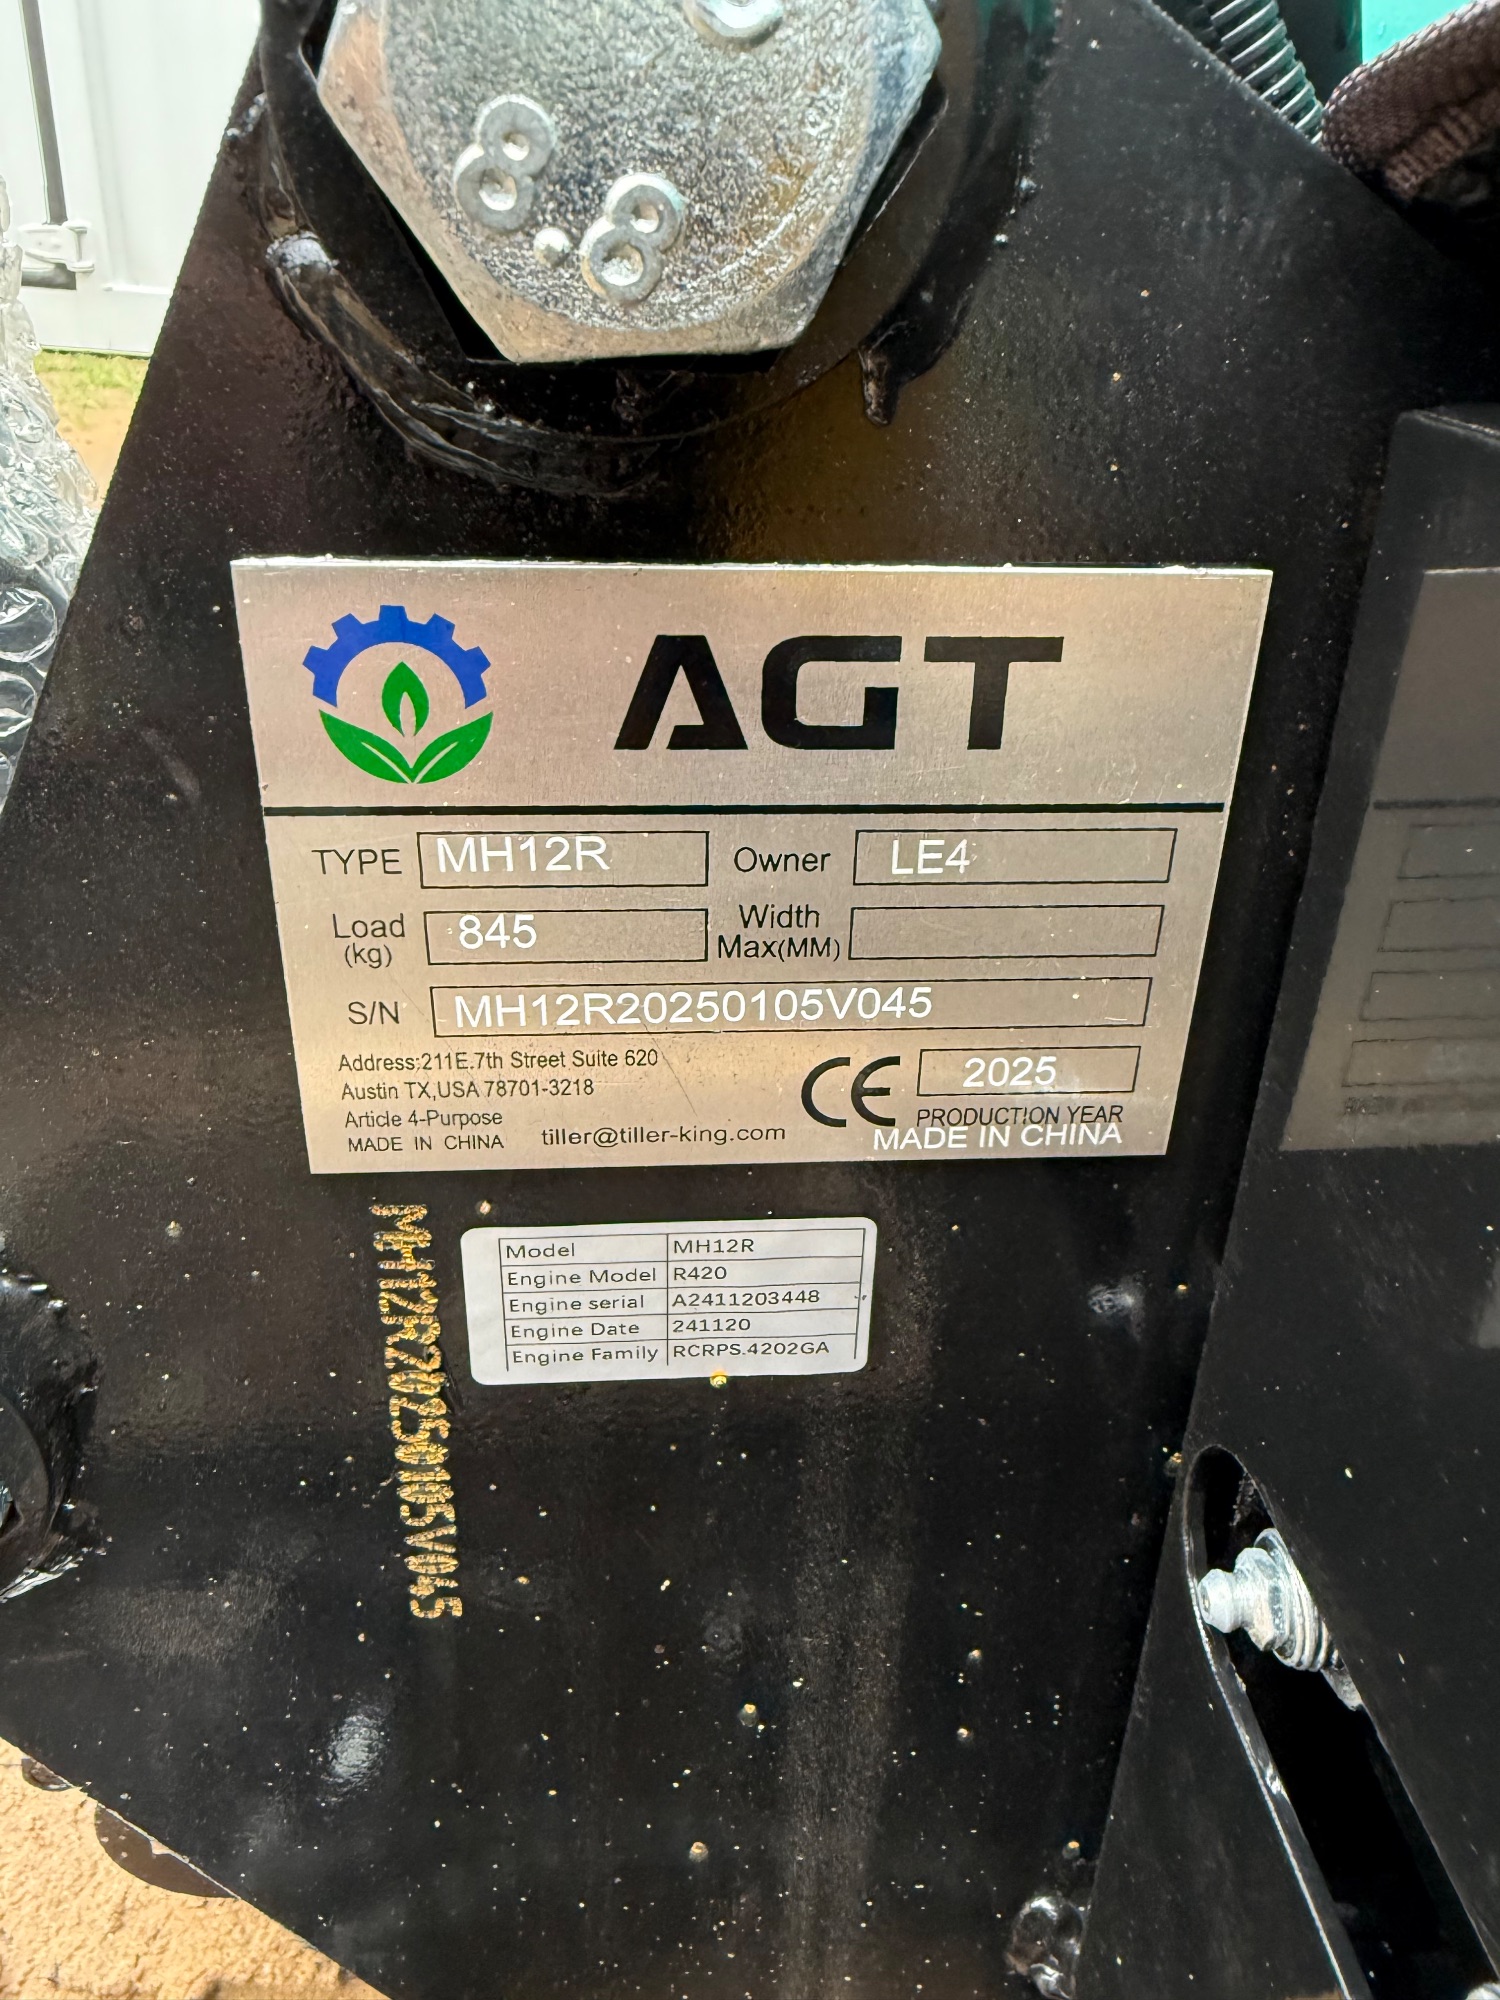 8.8
AGT
TYPE MH12R Owner LE4
Load (kg) 845 Width Max(MM)
S/N MH12R20250105V045
Address:211E.7th Street Suite 620
Austin TX,USA 78701-3218
Article 4-Purpose
MADE IN CHINA tiller@tiller-king.com
CE 2025
PRODUCTION YEAR
MADE IN CHINA
Model MH12R
Engine Model R420
Engine serial A2411203448
Engine Date 241120
Engine Family RCRPS.4202GA
MH12R20250105V045